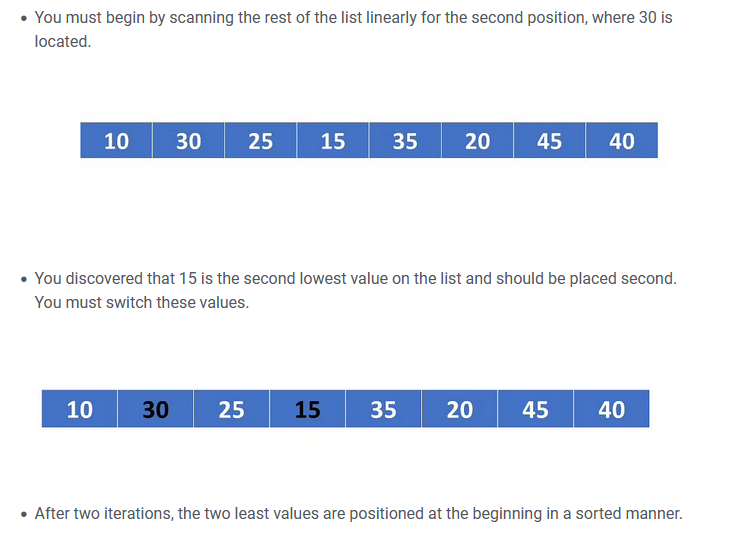 • You must begin by scanning the rest of the list linearly for the second position, where 30 is
located.
10 30 25 15 35 20 45 40
• You discovered that 15 is the second lowest value on the list and should be placed second.
You must switch these values.
10 30 25 15 35 20 45 40
• After two iterations, the two least values are positioned at the beginning in a sorted manner.